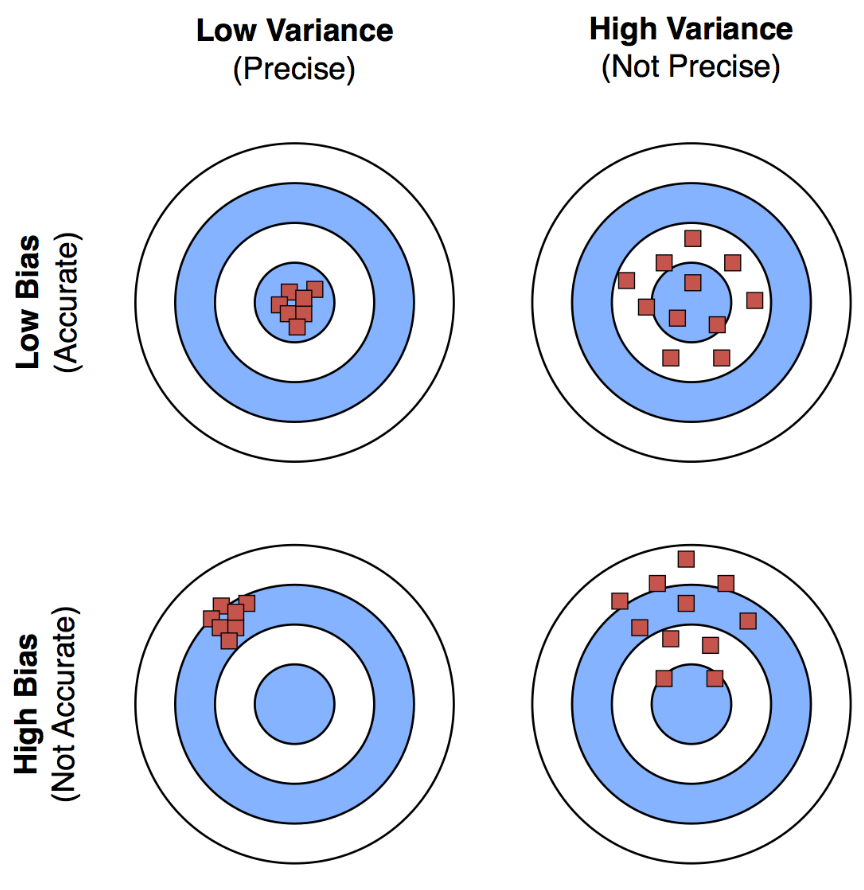 Low Variance
(Precise)
High Variance
(Not Precise)
Low Bias
(Accurate)
High Bias
(Not Accurate)